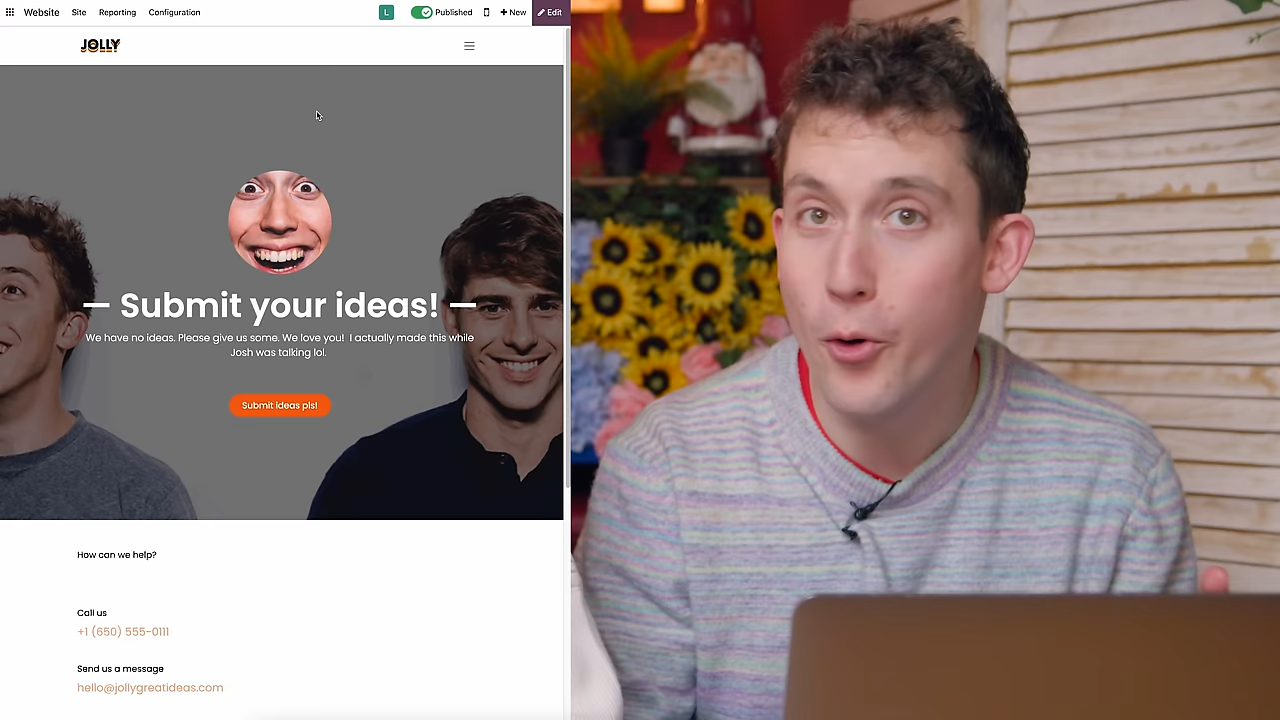 Website Site Reporting Configuration L Published + New Edit
JOLLY
— Submit your ideas! —
We have no ideas. Please give us some. We love you! I actually made this while
Josh was talking lol.
Submit ideas pls!
How can we help?
Call us
+1 (650) 555-0111
Send us a message
hello@jollygreatideas.com